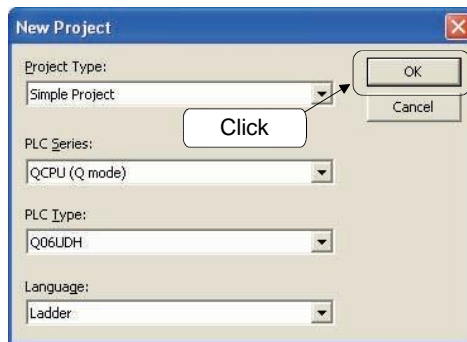 New Project
Project Type:
Simple Project
OK
Cancel
Click
PLC Series:
QCPU (Q mode)
PLC Type:
Q06UDH
Language:
Ladder